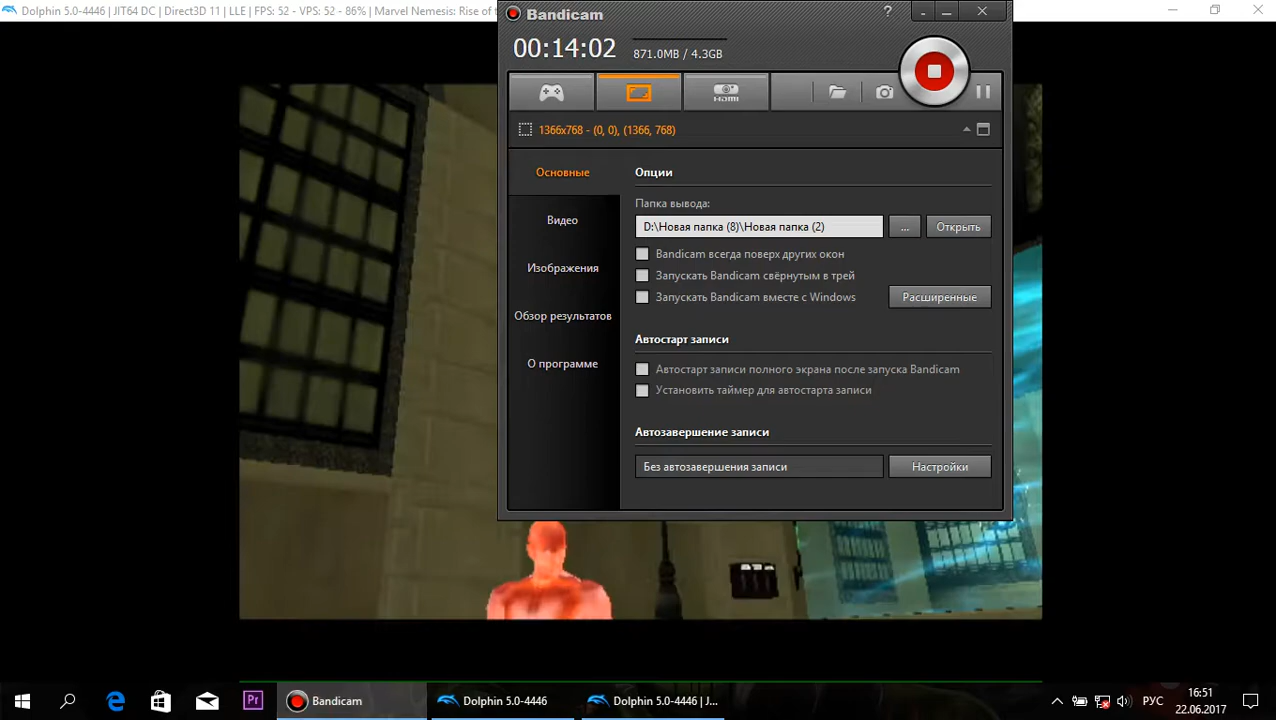 Dolphin 5.0-4446 | JIT64 DC | Direct3D 11 | LLE | FPS: 52 - VPS: 52 - 86% | Marvel Nemesis: Rise of t
Bandicam
?
00:14:02
871.0MB / 4.3GB
HDMI
1366x768 - (0, 0), (1366, 768)
Основные
Видео
Изображения
Обзор результатов
О программе
Опции
Папка вывода:
D:\Новая папка (8)\Новая папка (2)
...
Открыть
Bandicam всегда поверх других окон
Запускать Bandicam свёрнутым в трей
Запускать Bandicam вместе с Windows
Расширенные
Автостарт записи
Автостарт записи полного экрана после запуска Bandicam
Установить таймер для автостарта записи
Автозавершение записи
Без автозавершения записи
Настройки
Pr
Bandicam
Dolphin 5.0-4446
Dolphin 5.0-4446 | J...
РУС
16:51
22.06.2017